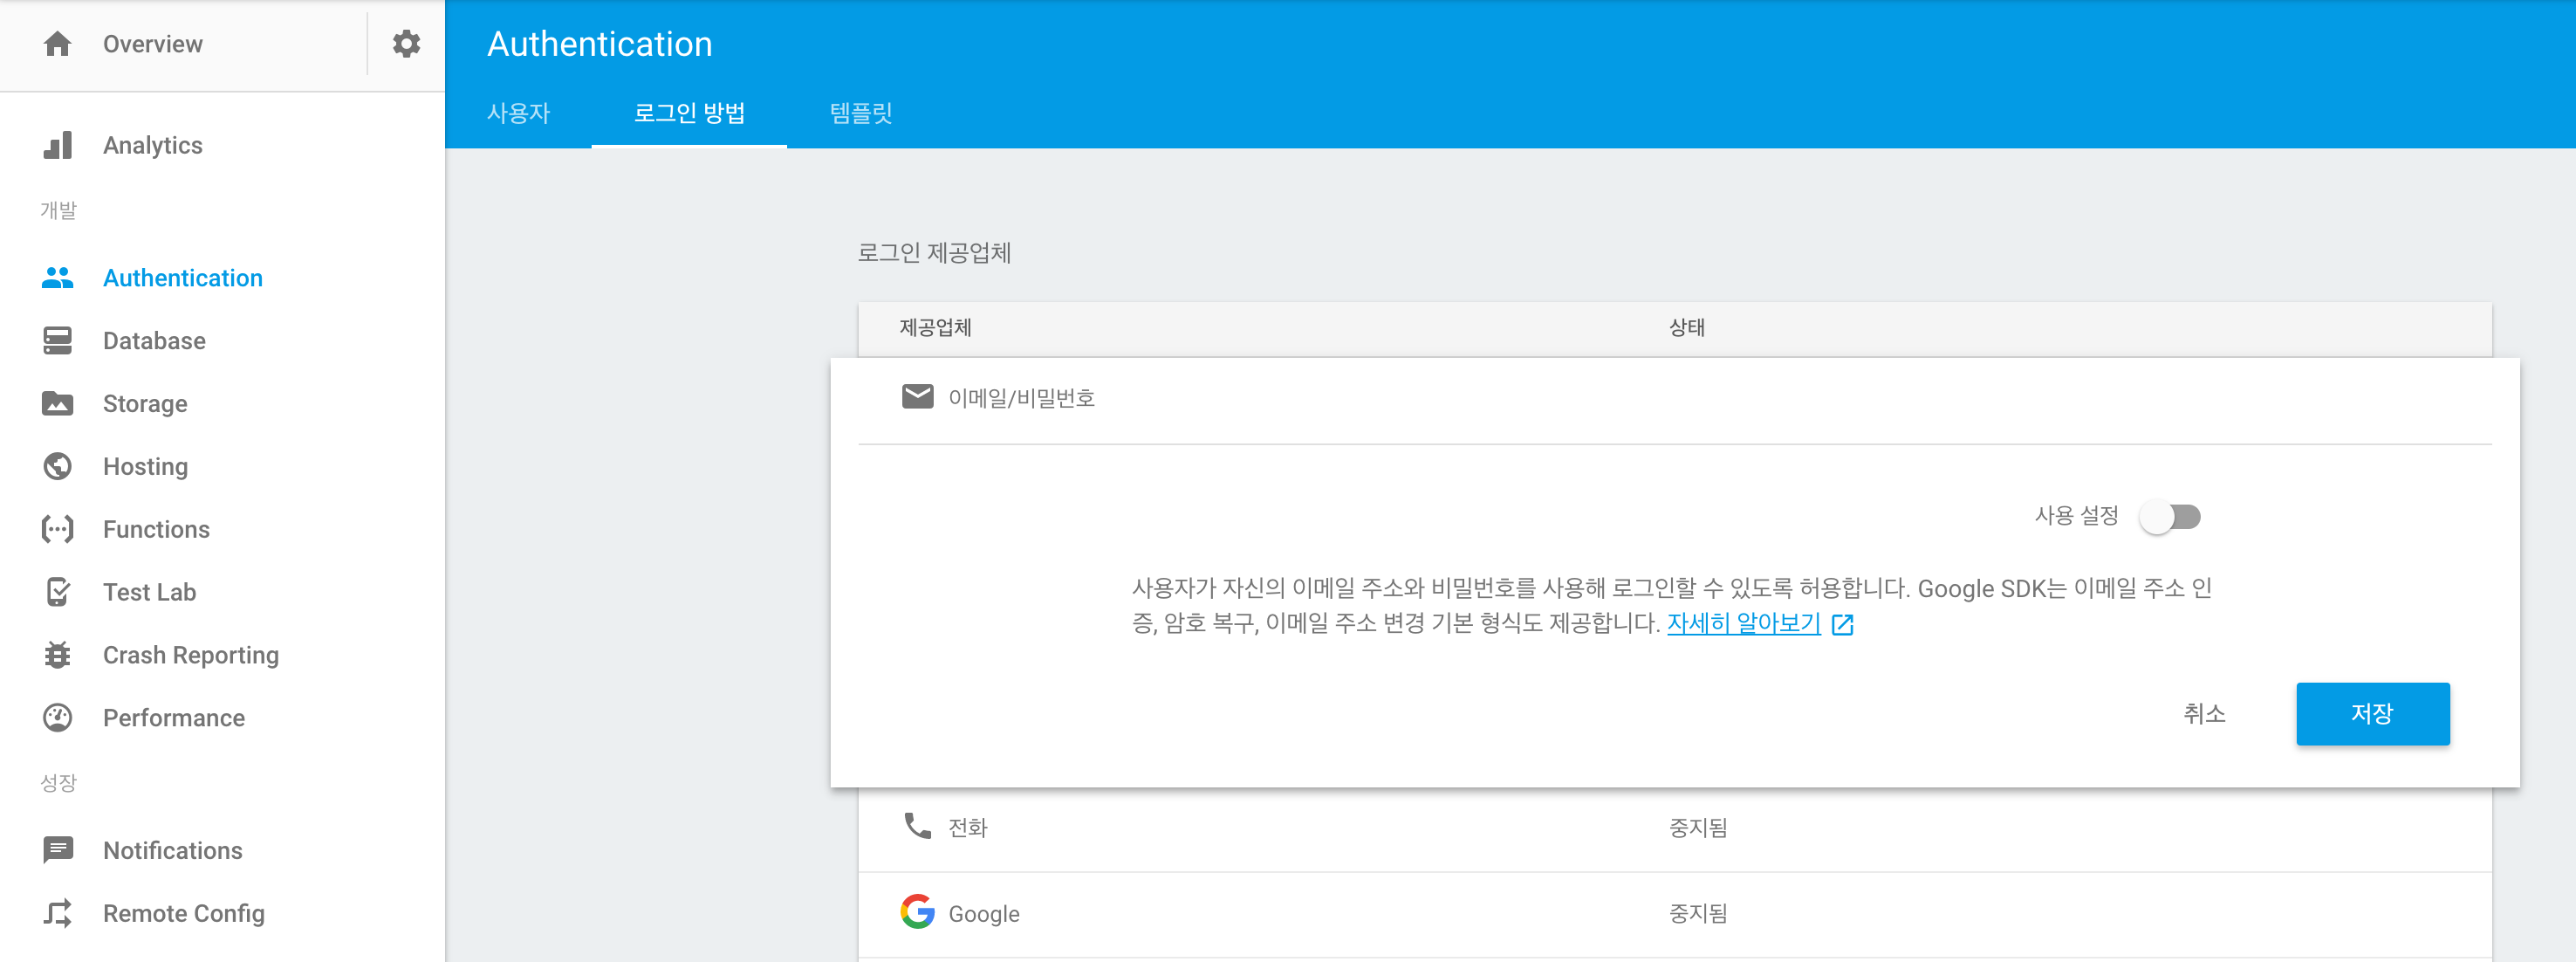 Overview
Analytics
개발
Authentication
Database
Storage
Hosting
Functions
Test Lab
Crash Reporting
Performance
성장
Notifications
Remote Config
Authentication
사용자
로그인 방법
템플릿
로그인 제공업체
제공업체
상태
이메일/비밀번호
사용 설정
사용자가 자신의 이메일 주소와 비밀번호를 사용해 로그인할 수 있도록 허용합니다. Google SDK는 이메일 주소 인
증, 암호 복구, 이메일 주소 변경 기본 형식도 제공합니다. 자세히 알아보기
취소
저장
전화
중지됨
Google
중지됨